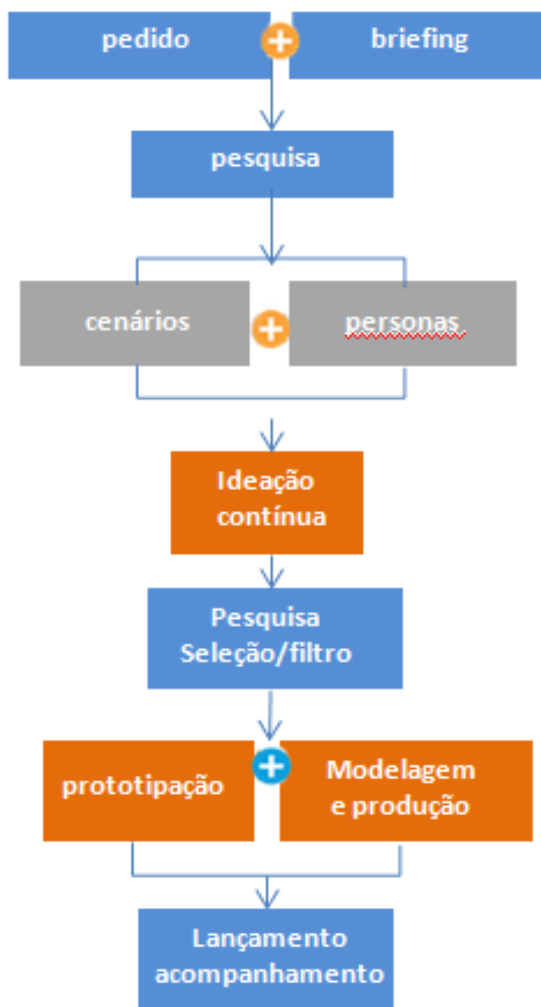 pedido
briefing
pesquisa
cenários
personas
Ideação
contínua
Pesquisa
Seleção/filtro
prototipação
Modelagem
e produção
Lançamento
acompanhamento